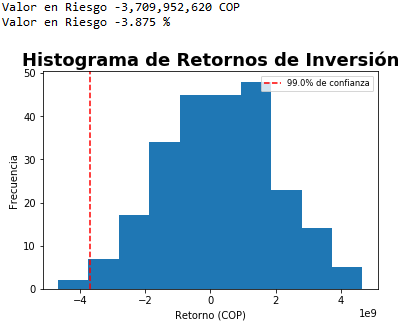 Valor en Riesgo -3,709,952,620 COP
Valor en Riesgo -3.875 %
Histograma de Retornos de Inversión
99.0% de confianza
50
40
30
20
10
0
Frecuencia
−4
−2
0
2
4
1e9
Retorno (COP)